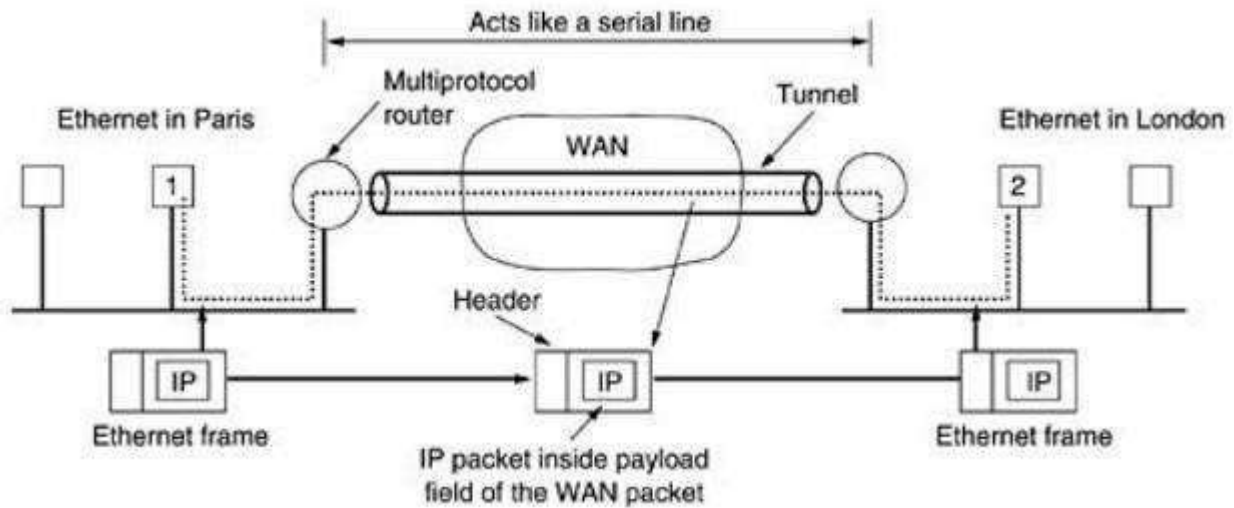 Acts like a serial line
Multiprotocol
router
Tunnel
Ethernet in Paris
Ethernet in London
WAN
1
2
Header
IP
IP
IP
Ethernet frame
Ethernet frame
IP packet inside payload
field of the WAN packet